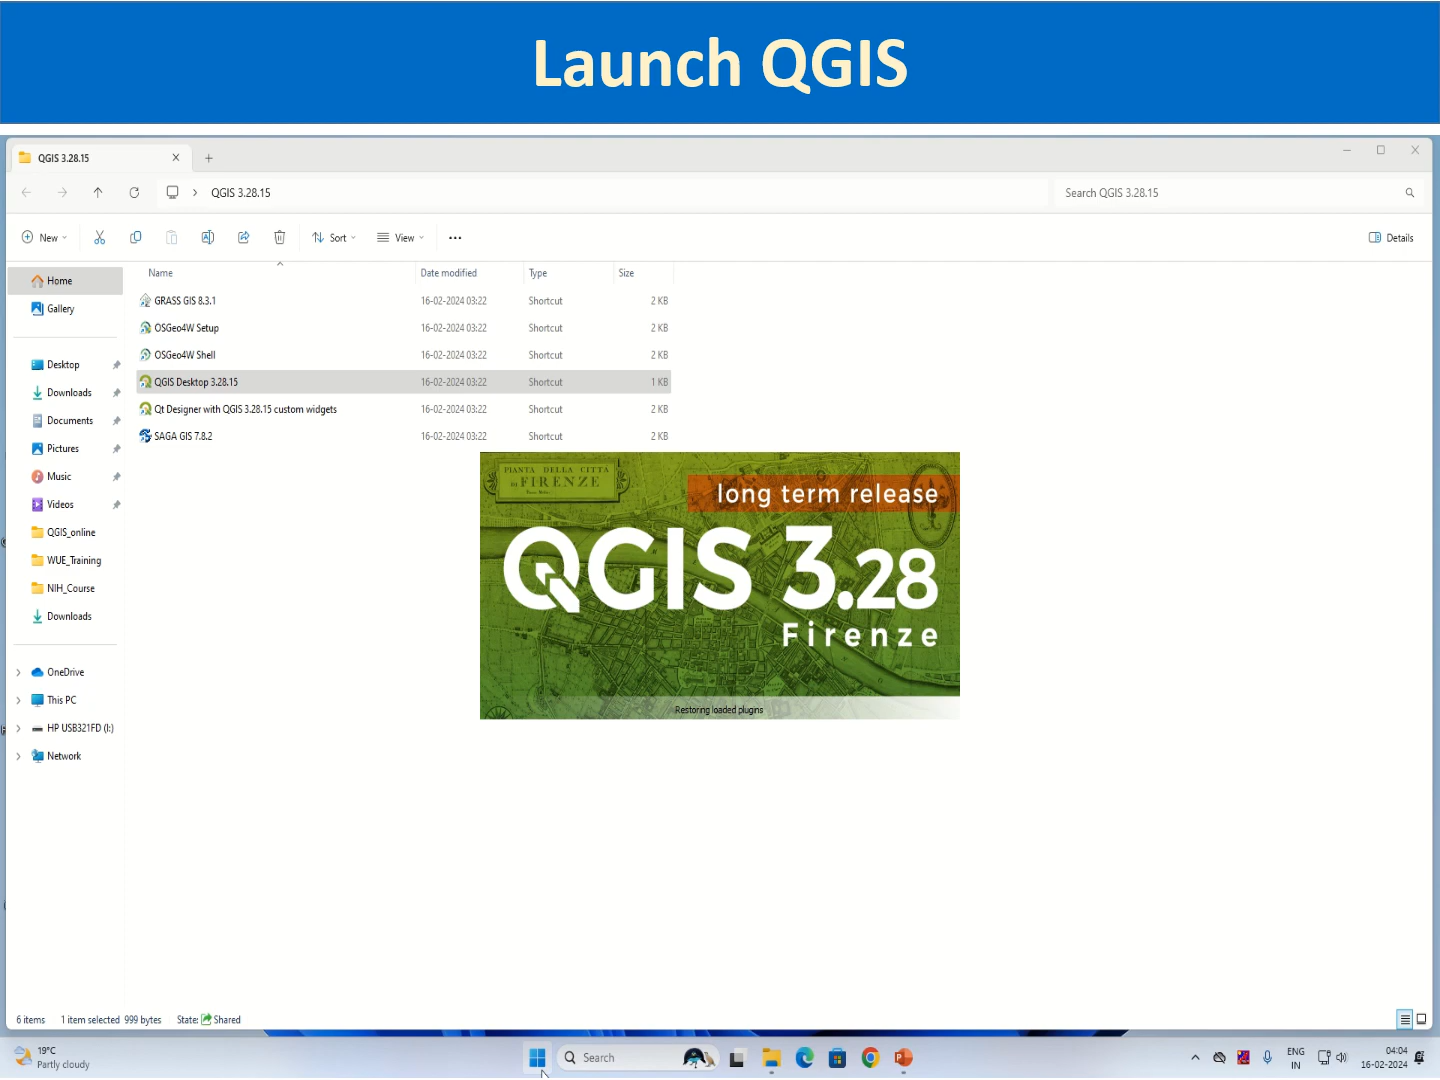 Launch QGIS
QGIS 3.28.15
QGIS 3.28.15
Search QGIS 3.28.15
New
Sort
View
Details
Name Date modified Type Size
GRASS GIS 8.3.1 16-02-2024 03:22 Shortcut 2 KB
OSGeo4W Setup 16-02-2024 03:22 Shortcut 2 KB
OSGeo4W Shell 16-02-2024 03:22 Shortcut 2 KB
QGIS Desktop 3.28.15 16-02-2024 03:22 Shortcut 1 KB
Qt Designer with QGIS 3.28.15 custom widgets 16-02-2024 03:22 Shortcut 2 KB
SAGA GIS 7.8.2 16-02-2024 03:22 Shortcut 2 KB
Home
Gallery
Desktop
Downloads
Documents
Pictures
Music
Videos
QGIS_online
WUE_Training
NIH_Course
Downloads
OneDrive
This PC
HP USB321FD (I:)
Network
PIANTA DELLA CITTA
di FIRENZE
long term release
QGIS 3.28
Firenze
Restoring loaded plugins
6 items 1 item selected 999 bytes State: Shared
19°C
Partly cloudy
Search
ENG
IN
04:04
16-02-2024